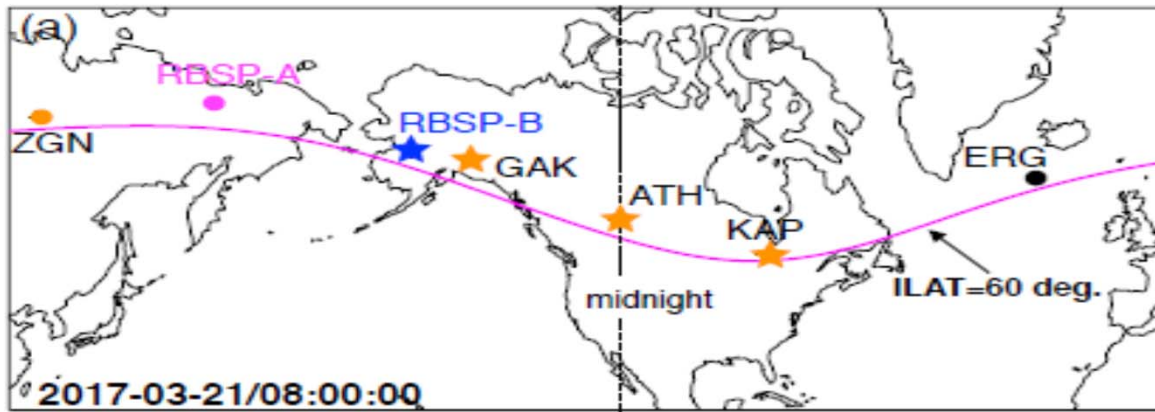 (a)
RBSP-A
ZGN
RBSP-B
GAK
ATH
KAP
ERG
midnight
ILAT=60 deg.
2017-03-21/08:00:00